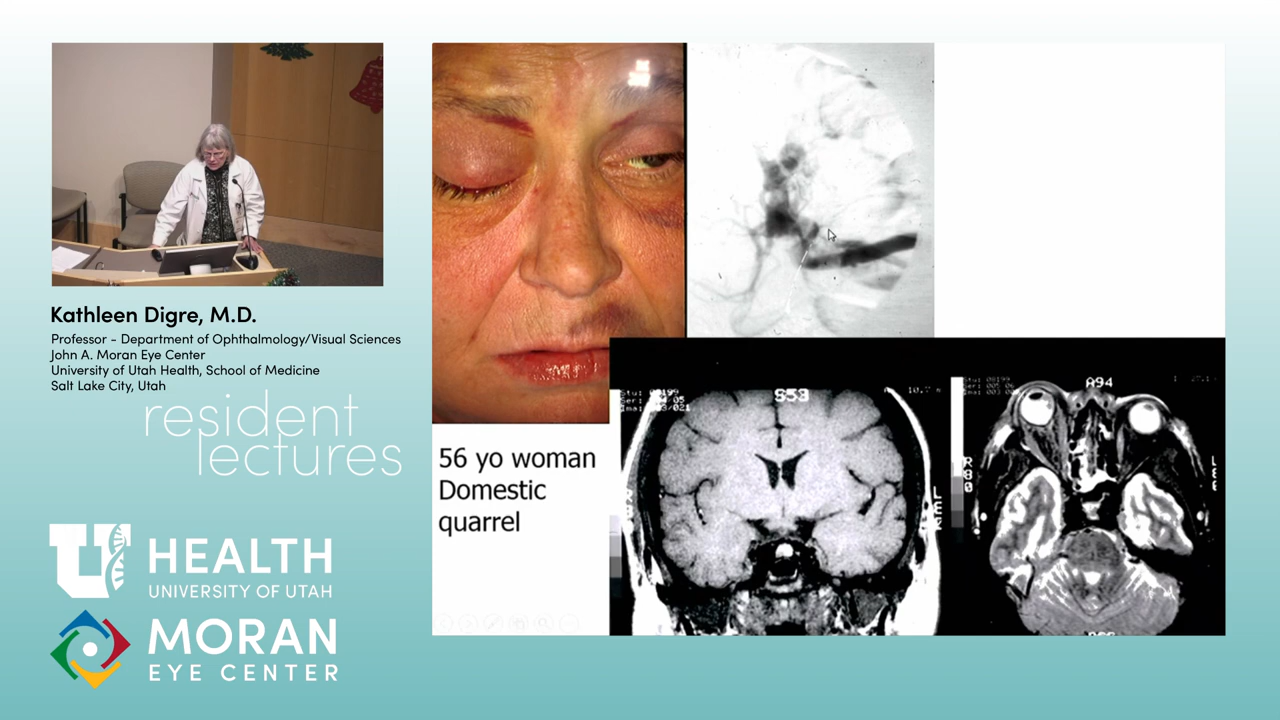 Kathleen Digre, M.D.
Professor - Department of Ophthalmology/Visual Sciences
John A. Moran Eye Center
University of Utah Health, School of Medicine
Salt Lake City, Utah
resident
lectures
U HEALTH
UNIVERSITY OF UTAH
MORAN
EYE CENTER
56 yo woman
Domestic
quarrel
S53
A94
R
80